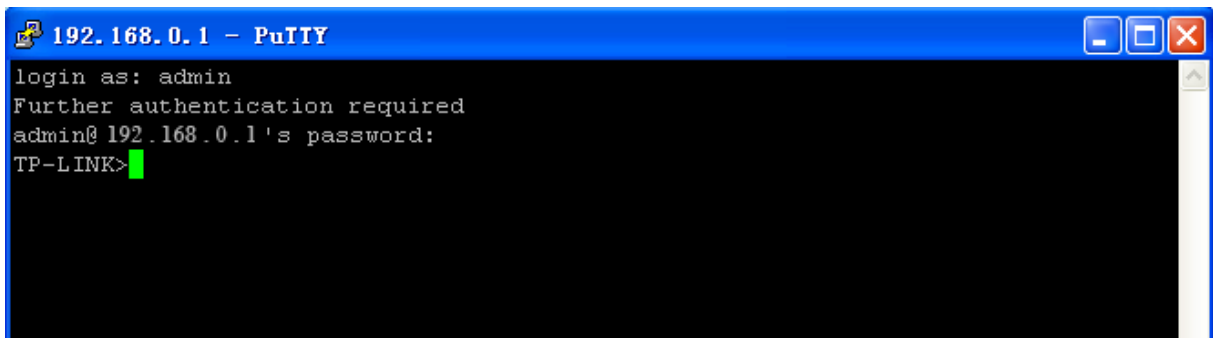 192.168.0.1 - PuTTY
login as: admin
Further authentication required
admin@192.168.0.1's password:
TP-LINK>